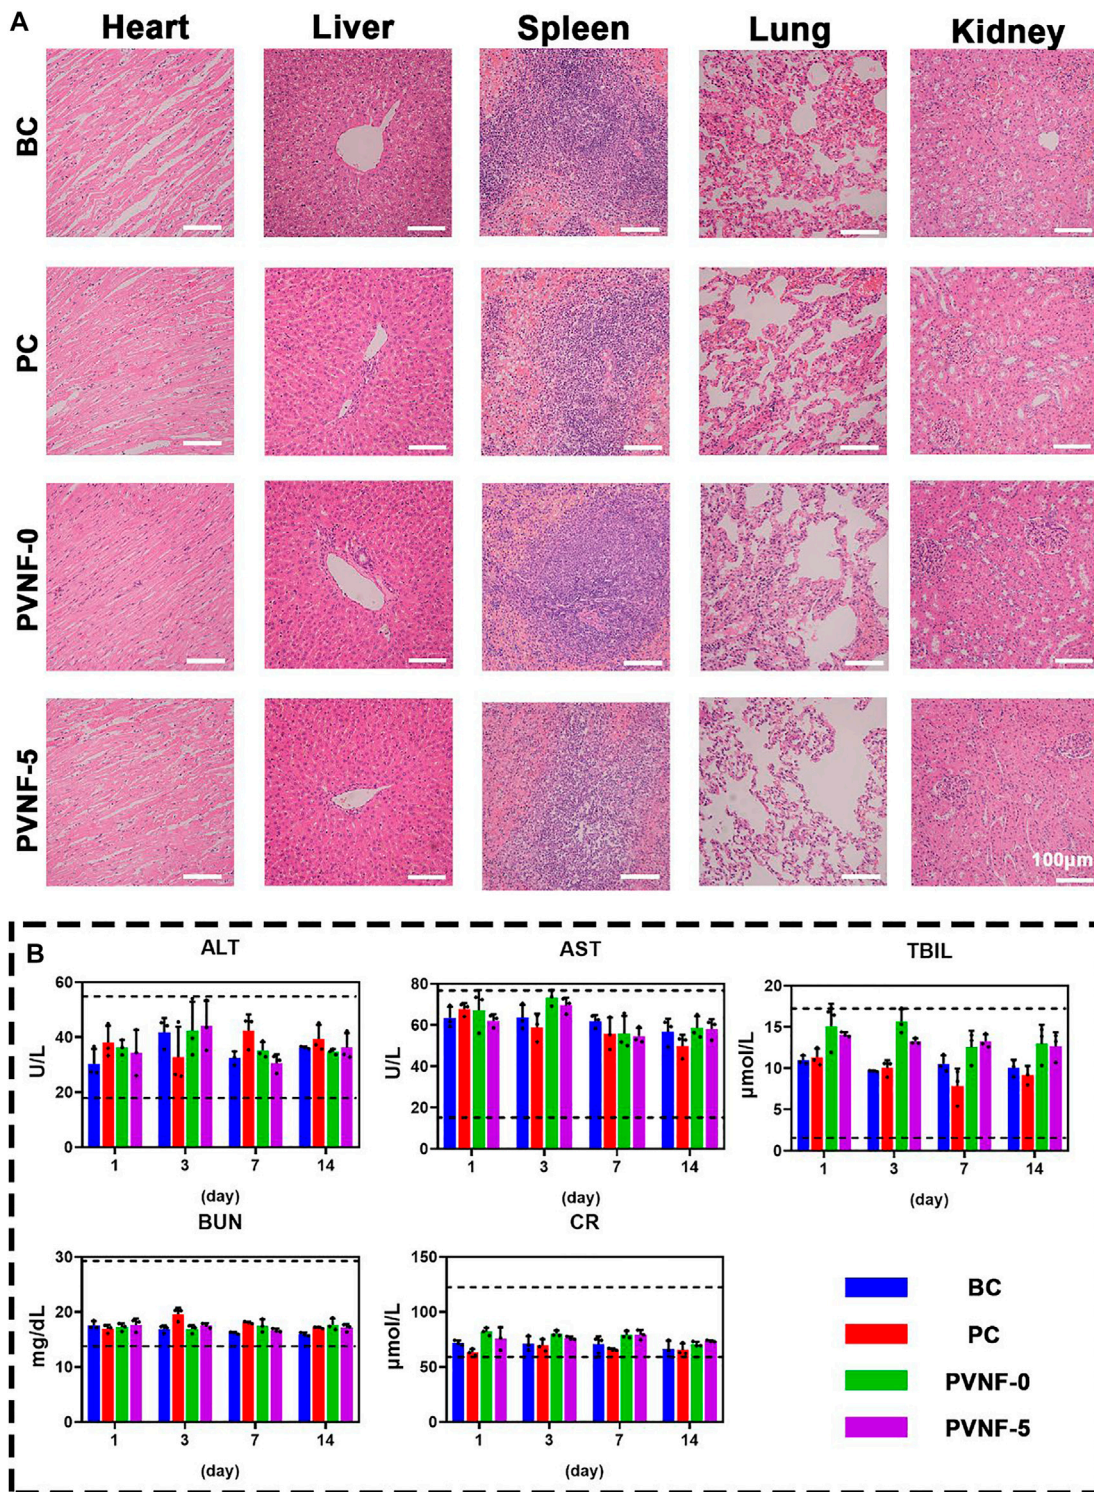 A
Heart Liver Spleen Lung Kidney
BC
PC
PVNF-0
PVNF-5
100μm
B
ALT
60
40
20
0
U/L
1 3 7 14
(day)
AST
80
60
40
20
0
U/L
1 3 7 14
(day)
TBIL
20
15
10
5
0
μmol/L
1 3 7 14
(day)
BUN
30
20
10
0
mg/dL
1 3 7 14
(day)
CR
150
100
50
0
μmol/L
1 3 7 14
(day)
BC
PC
PVNF-0
PVNF-5